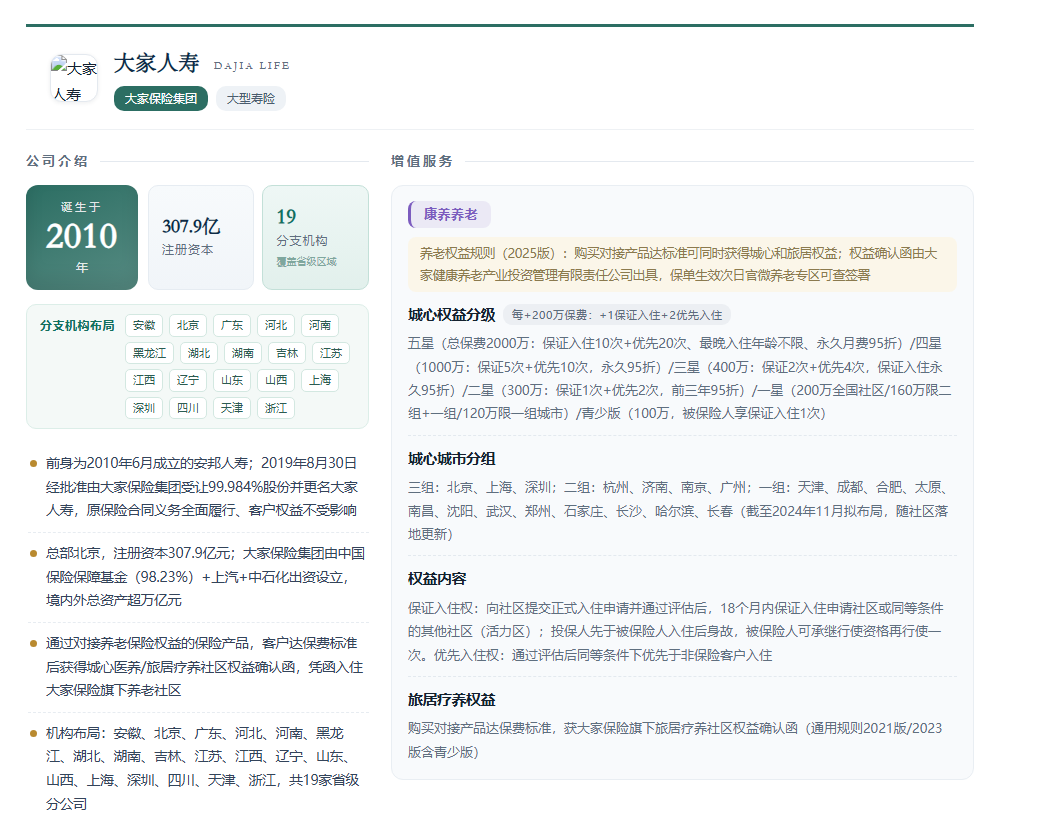 大家
人寿
大家人寿 DAJIA LIFE
大家保险集团 大型寿险
公司介绍
诞生于
2010
年
307.9亿
注册资本
19
分支机构
覆盖省级区域
分支机构布局 安徽 北京 广东 河北 河南
黑龙江 湖北 湖南 吉林 江苏
江西 辽宁 山东 山西 上海
深圳 四川 天津 浙江
前身为2010年6月成立的安邦人寿；2019年8月30日
经批准由大家保险集团受让99.984%股份并更名大家
人寿，原保险合同义务全面履行、客户权益不受影响
总部北京，注册资本307.9亿元；大家保险集团由中国
保险保障基金（98.23%）+上汽+中石化出资设立，
境内外总资产超万亿元
通过对接养老保险权益的保险产品，客户达保费标准
后获得城心医养/旅居疗养社区权益确认函，凭函入住
大家保险旗下养老社区
机构布局：安徽、北京、广东、河北、河南、黑龙
江、湖北、湖南、吉林、江苏、江西、辽宁、山东、
山西、上海、深圳、四川、天津、浙江，共19家省级
分公司
增值服务
康养养老
养老权益规则（2025版）：购买对接产品达标准可同时获得城心和旅居权益；权益确认函由大
家健康养老产业投资管理有限责任公司出具，保单生效次日官微养老专区可查签署
城心权益分级 每+200万保费：+1保证入住+2优先入住
五星（总保费2000万：保证入住10次+优先20次、最晚入住年龄不限、永久月费95折）/四星
（1000万：保证5次+优先10次，永久95折）/三星（400万：保证2次+优先4次，保证入住永
久95折）/二星（300万：保证1次+优先2次，前三年95折）/一星（200万全国社区/160万限二
组+一组/120万限一组城市）/青少版（100万，被保险人享保证入住1次）
城心城市分组
三组：北京、上海、深圳；二组：杭州、济南、南京、广州；一组：天津、成都、合肥、太原、
南昌、沈阳、武汉、郑州、石家庄、长沙、哈尔滨、长春（截至2024年11月拟布局，随社区落
地更新）
权益内容
保证入住权：向社区提交正式入住申请并通过评估后，18个月内保证入住申请社区或同等条件
的其他社区（活力区）；投保人先于被保险人入住后身故，被保险人可承继行使资格再行使一
次。优先入住权：通过评估后同等条件下优先于非保险客户入住
旅居疗养权益
购买对接产品达保费标准，获大家保险旗下旅居疗养社区权益确认函（通用规则2021版/2023
版含青少版）